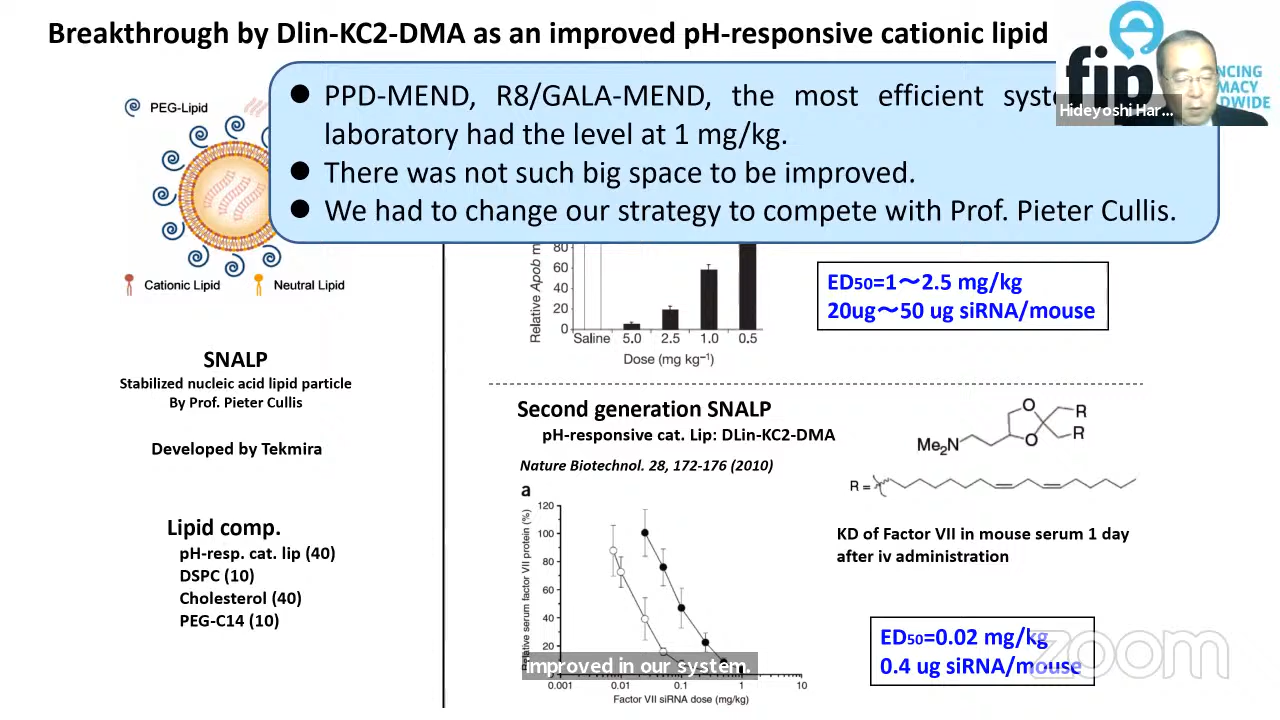 Breakthrough by Dlin-KC2-DMA as an improved pH-responsive cationic lipid
fip
Hideyoshi Har...
PEG-Lipid
● PPD-MEND, R8/GALA-MEND, the most efficient
laboratory had the level at 1 mg/kg.
● There was not such big space to be improved.
● We had to change our strategy to compete with Prof. Pieter Cullis.
Cationic Lipid
Neutral Lipid
SNALP
Stabilized nucleic acid lipid particle
By Prof. Pieter Cullis
Developed by Tekmira
Lipid comp.
pH-resp. cat. lip (40)
DSPC (10)
Cholesterol (40)
PEG-C14 (10)
Relative Apob
80
60
40
20
0
Saline 5.0 2.5 1.0 0.5
Dose (mg kg⁻¹)
ED50=1～2.5 mg/kg
20ug～50 ug siRNA/mouse
Second generation SNALP
pH-responsive cat. Lip: DLin-KC2-DMA
Nature Biotechnol. 28, 172-176 (2010)
Me₂N
O
O
R
R
R =
a
Relative serum factor VII protein (%)
120
100
80
60
40
20
0.001 0.01 0.1 1 10
Factor VII siRNA dose (mg/kg)
KD of Factor VII in mouse serum 1 day
after iv administration
ED50=0.02 mg/kg
0.4 ug siRNA/mouse
improved in our system.
zoom